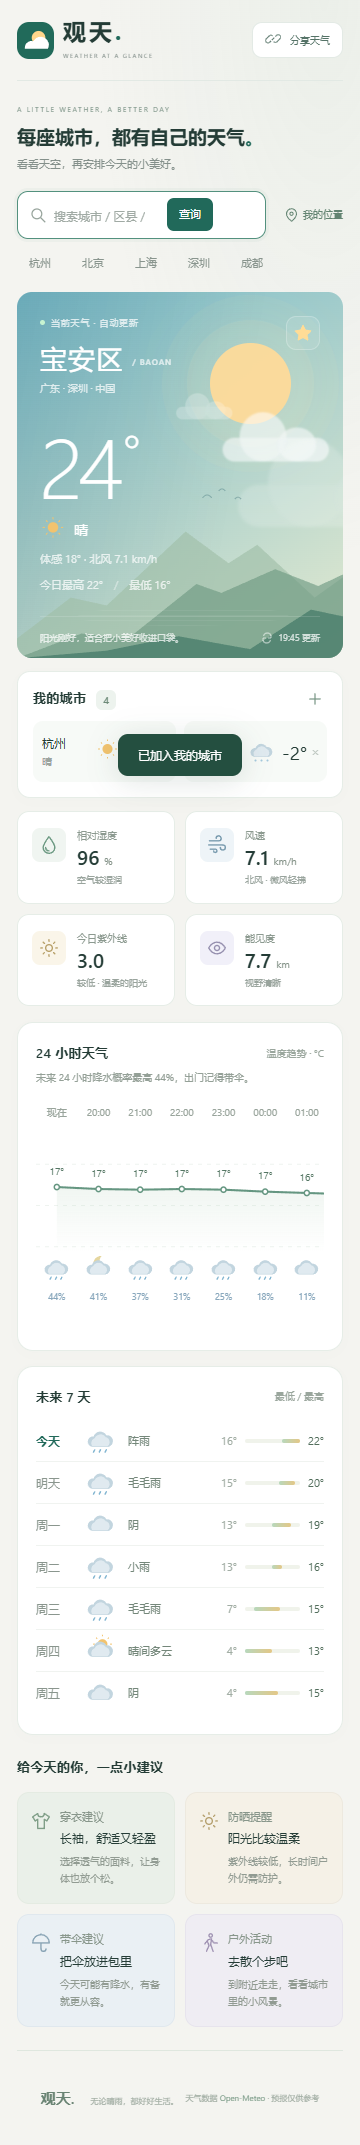 观天.
WEATHER AT A GLANCE
分享天气
A LITTLE WEATHER, A BETTER DAY
每座城市，都有自己的天气。
看看天空，再安排今天的小美好。
搜索城市 / 区县 /
查询
我的位置
杭州 北京 上海 深圳 成都
当前天气 · 自动更新
宝安区 / BAOAN
广东 · 深圳 · 中国
24°
晴
体感 18° · 北风 7.1 km/h
今日最高 22° / 最低 16°
阳光刚好，适合把小美好收进口袋。
19:45 更新
我的城市 4
杭州
晴
已加入我的城市
-2° ×
相对湿度
96 %
空气较湿润
风速
7.1 km/h
北风 · 微风轻拂
今日紫外线
3.0
较低 · 温柔的阳光
能见度
7.7 km
视野清晰
24 小时天气
温度趋势 · °C
未来 24 小时降水概率最高 44%，出门记得带伞。
现在 20:00 21:00 22:00 23:00 00:00 01:00
17° 17° 17° 17° 17° 17° 16°
44% 41% 37% 31% 25% 18% 11%
未来 7 天
最低 / 最高
今天 阵雨 16° 22°
明天 毛毛雨 15° 20°
周一 阴 13° 19°
周二 小雨 13° 16°
周三 毛毛雨 7° 15°
周四 晴间多云 4° 13°
周五 阴 4° 15°
给今天的你，一点小建议
穿衣建议
长袖，舒适又轻盈
选择透气的面料，让身
体也放个松。
防晒提醒
阳光比较温柔
紫外线较低，长时间户
外仍需防护。
带伞建议
把伞放进包里
今天可能有降水，有备
就更从容。
户外活动
去散个步吧
到附近走走，看看城市
里的小风景。
观天.
无论晴雨，都好好生活。
天气数据 Open-Meteo · 预报仅供参考